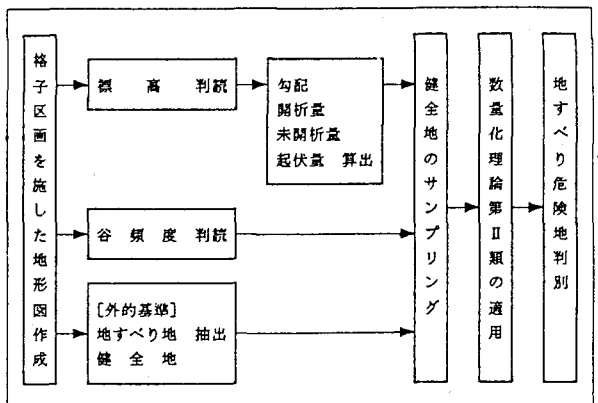 格子区画を施した地形図作成
標高判読
勾配
開析量
未開析量
起伏量 算出
谷頻度判読
[外的基準]
地すべり地 抽出
健全地
健全地のサンプリング
数量化理論第Ⅱ類の適用
地すべり危険地判別